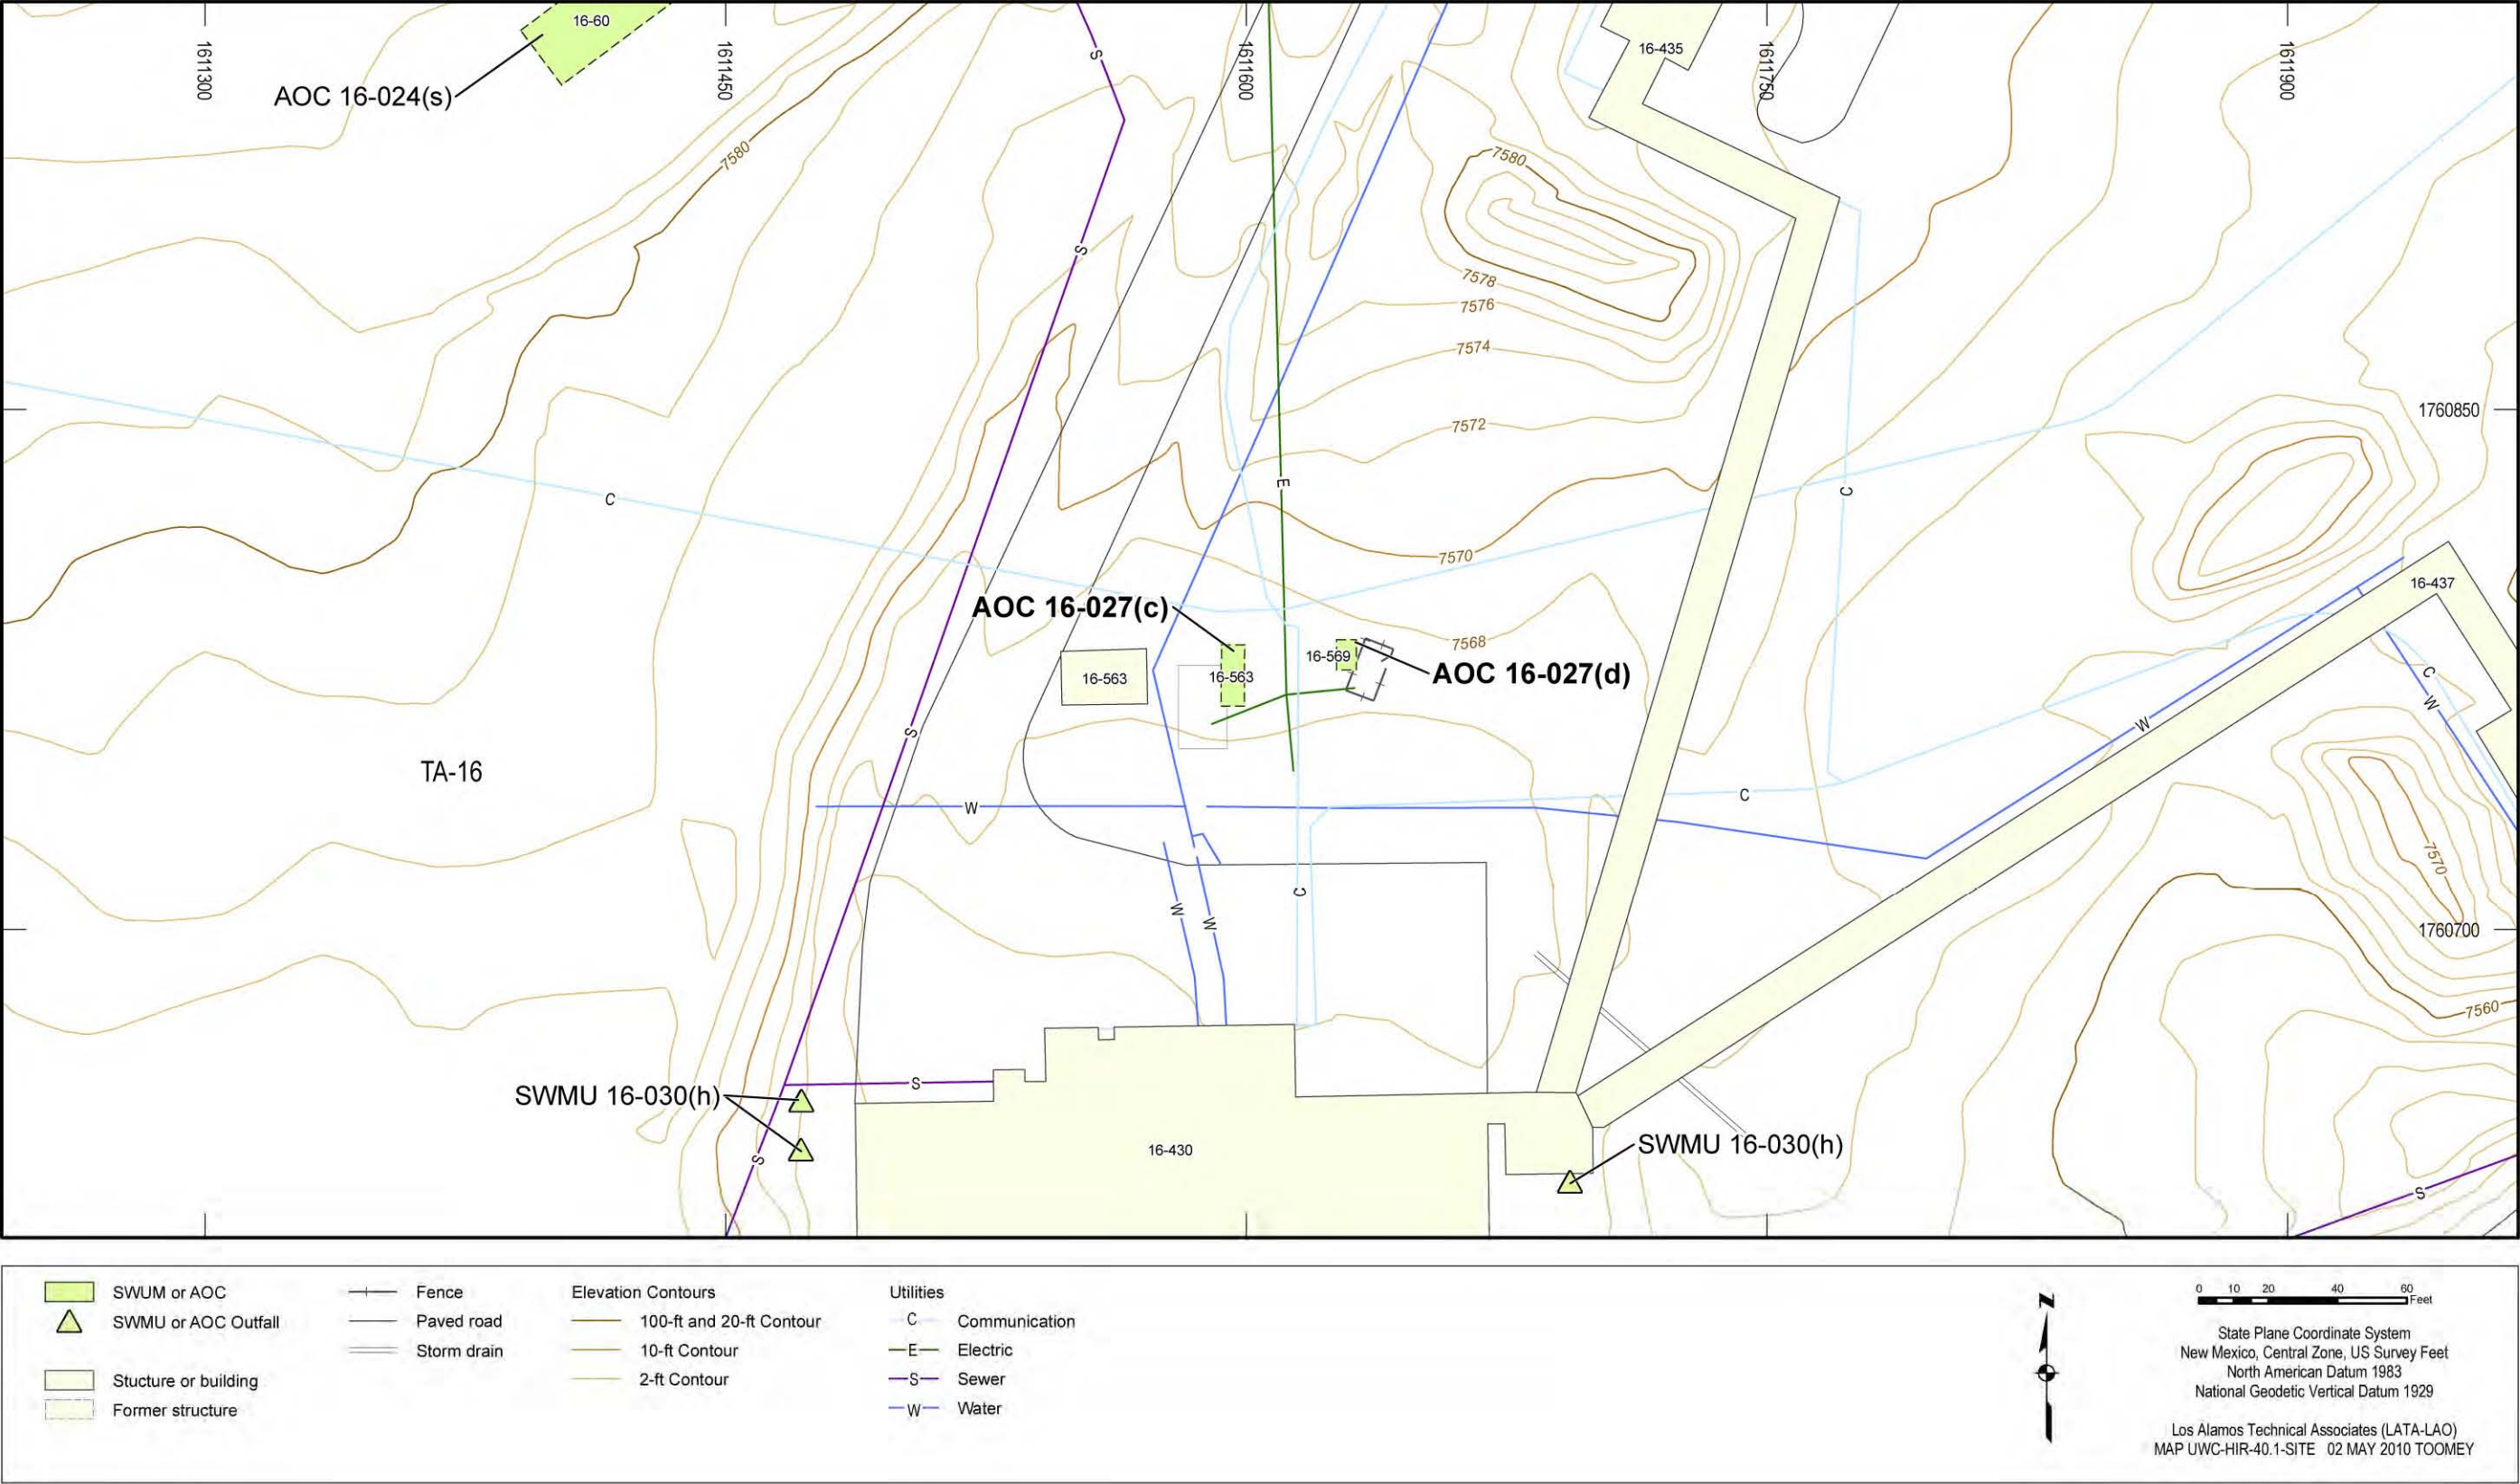 16-60
1611300
1611450
1611600
1611750
1611900
S
16-435
AOC 16-024(s)
7580
7580
S
7578
7576
7574
1760850
7572
E
C
C
7570
16-437
AOC 16-027(c)
7568
16-569
AOC 16-027(d)
16-563
16-563
C
W
W
S
TA-16
C
W
7570
C
W
W
1760700
7560
S
SWMU 16-030(h)
16-430
SWMU 16-030(h)
S
S
SWUM or AOC
SWMU or AOC Outfall
Stucture or building
Former structure
Fence
Paved road
Storm drain
Elevation Contours
100-ft and 20-ft Contour
10-ft Contour
2-ft Contour
Utilities
C Communication
E Electric
S Sewer
W Water
N
0 10 20 40 60
Feet
State Plane Coordinate System
New Mexico, Central Zone, US Survey Feet
North American Datum 1983
National Geodetic Vertical Datum 1929
Los Alamos Technical Associates (LATA-LAO)
MAP UWC-HIR-40.1-SITE 02 MAY 2010 TOOMEY